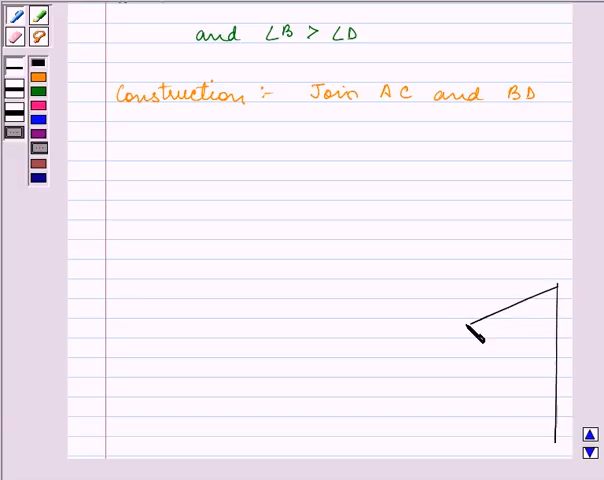 and ∠B > ∠D
Construction :- Join AC and BD